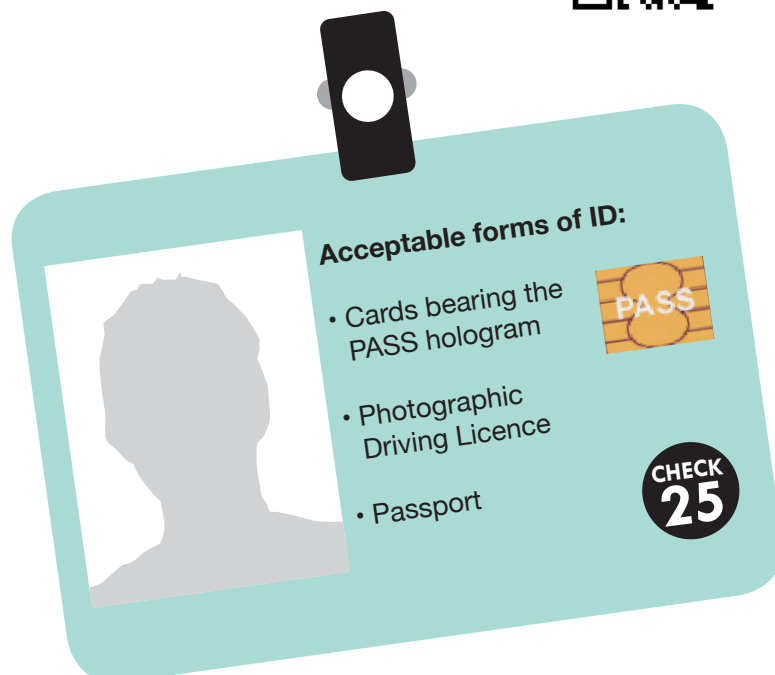 Acceptable forms of ID:
• Cards bearing the
PASS hologram
PASS
• Photographic
Driving Licence
• Passport
CHECK
25